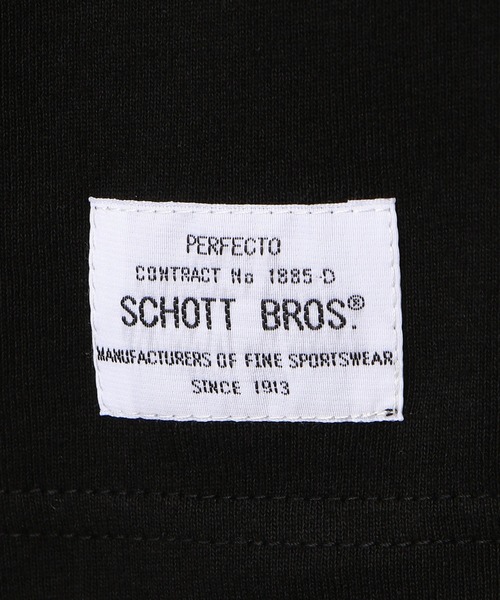 PERFECTO
CONTRACT No 1885-D
SCHOTT BROS.®
MANUFACTURERS OF FINE SPORTSWEAR
SINCE 1913